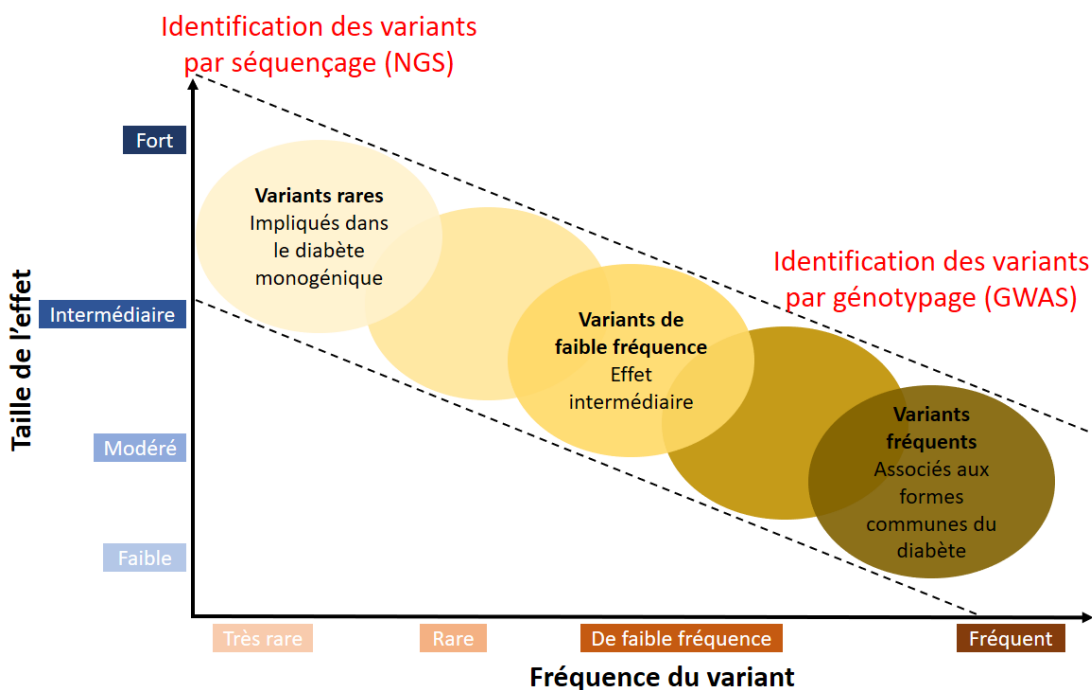 Identification des variants
par séquençage (NGS)
Fort
Variants rares
Impliqués dans
le diabète
monogénique
Identification des variants
par génotypage (GWAS)
Taille de l'effet
Intermédiaire
Variants de
faible fréquence
Effet
intermédiaire
Modéré
Variants
fréquents
Associés aux
formes
communes du
diabète
Faible
Très rare
Rare
De faible fréquence
Fréquent
Fréquence du variant